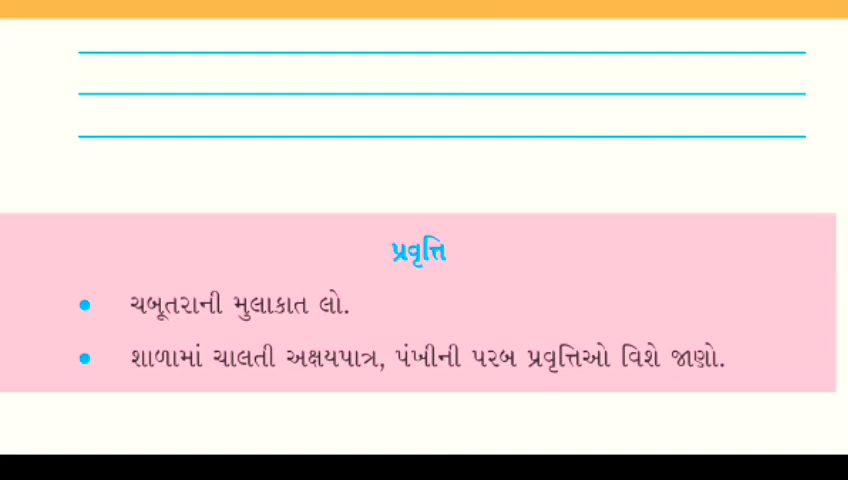 પ્રવૃત્તિ
● ચબૂતરાની મુલાકાત લો.
● શાળામાં ચાલતી અક્ષયપાત્ર, પંખીની પરબ પ્રવૃત્તિઓ વિશે જાણો.